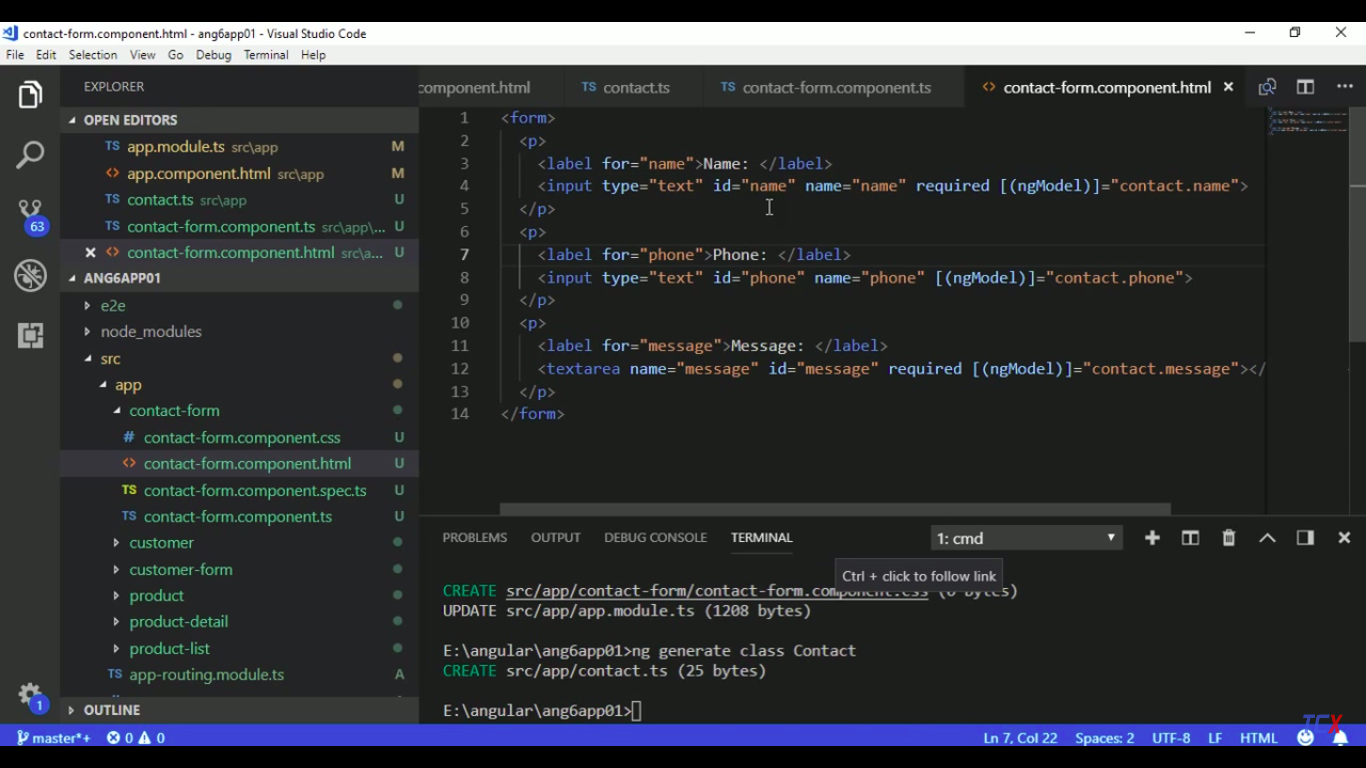 contact-form.component.html - ang6app01 - Visual Studio Code
File Edit Selection View Go Debug Terminal Help
EXPLORER
OPEN EDITORS
TS app.module.ts src\app M
<> app.component.html src\app M
TS contact.ts src\app U
TS contact-form.component.ts src\app\... U
× <> contact-form.component.html src\a... U
ANG6APP01
e2e
node_modules
src
app
contact-form
# contact-form.component.css U
<> contact-form.component.html U
TS contact-form.component.spec.ts U
TS contact-form.component.ts U
customer
customer-form
product
product-detail
product-list
TS app-routing.module.ts A
OUTLINE
63
1
component.html TS contact.ts TS contact-form.component.ts <> contact-form.component.html ×
1 <form>
2 <p>
3 <label for="name">Name: </label>
4 <input type="text" id="name" name="name" required [(ngModel)]="contact.name">
5 </p>
6 <p>
7 <label for="phone">Phone: </label>
8 <input type="text" id="phone" name="phone" [(ngModel)]="contact.phone">
9 </p>
10 <p>
11 <label for="message">Message: </label>
12 <textarea name="message" id="message" required [(ngModel)]="contact.message"></
13 </p>
14 </form>
PROBLEMS OUTPUT DEBUG CONSOLE TERMINAL 1: cmd
Ctrl + click to follow link
CREATE src/app/contact-form/contact-form.component.css (0 bytes)
UPDATE src/app/app.module.ts (1208 bytes)
E:\angular\ang6app01>ng generate class Contact
CREATE src/app/contact.ts (25 bytes)
E:\angular\ang6app01>
master*+ 0 0 Ln 7, Col 22 Spaces: 2 UTF-8 LF HTML